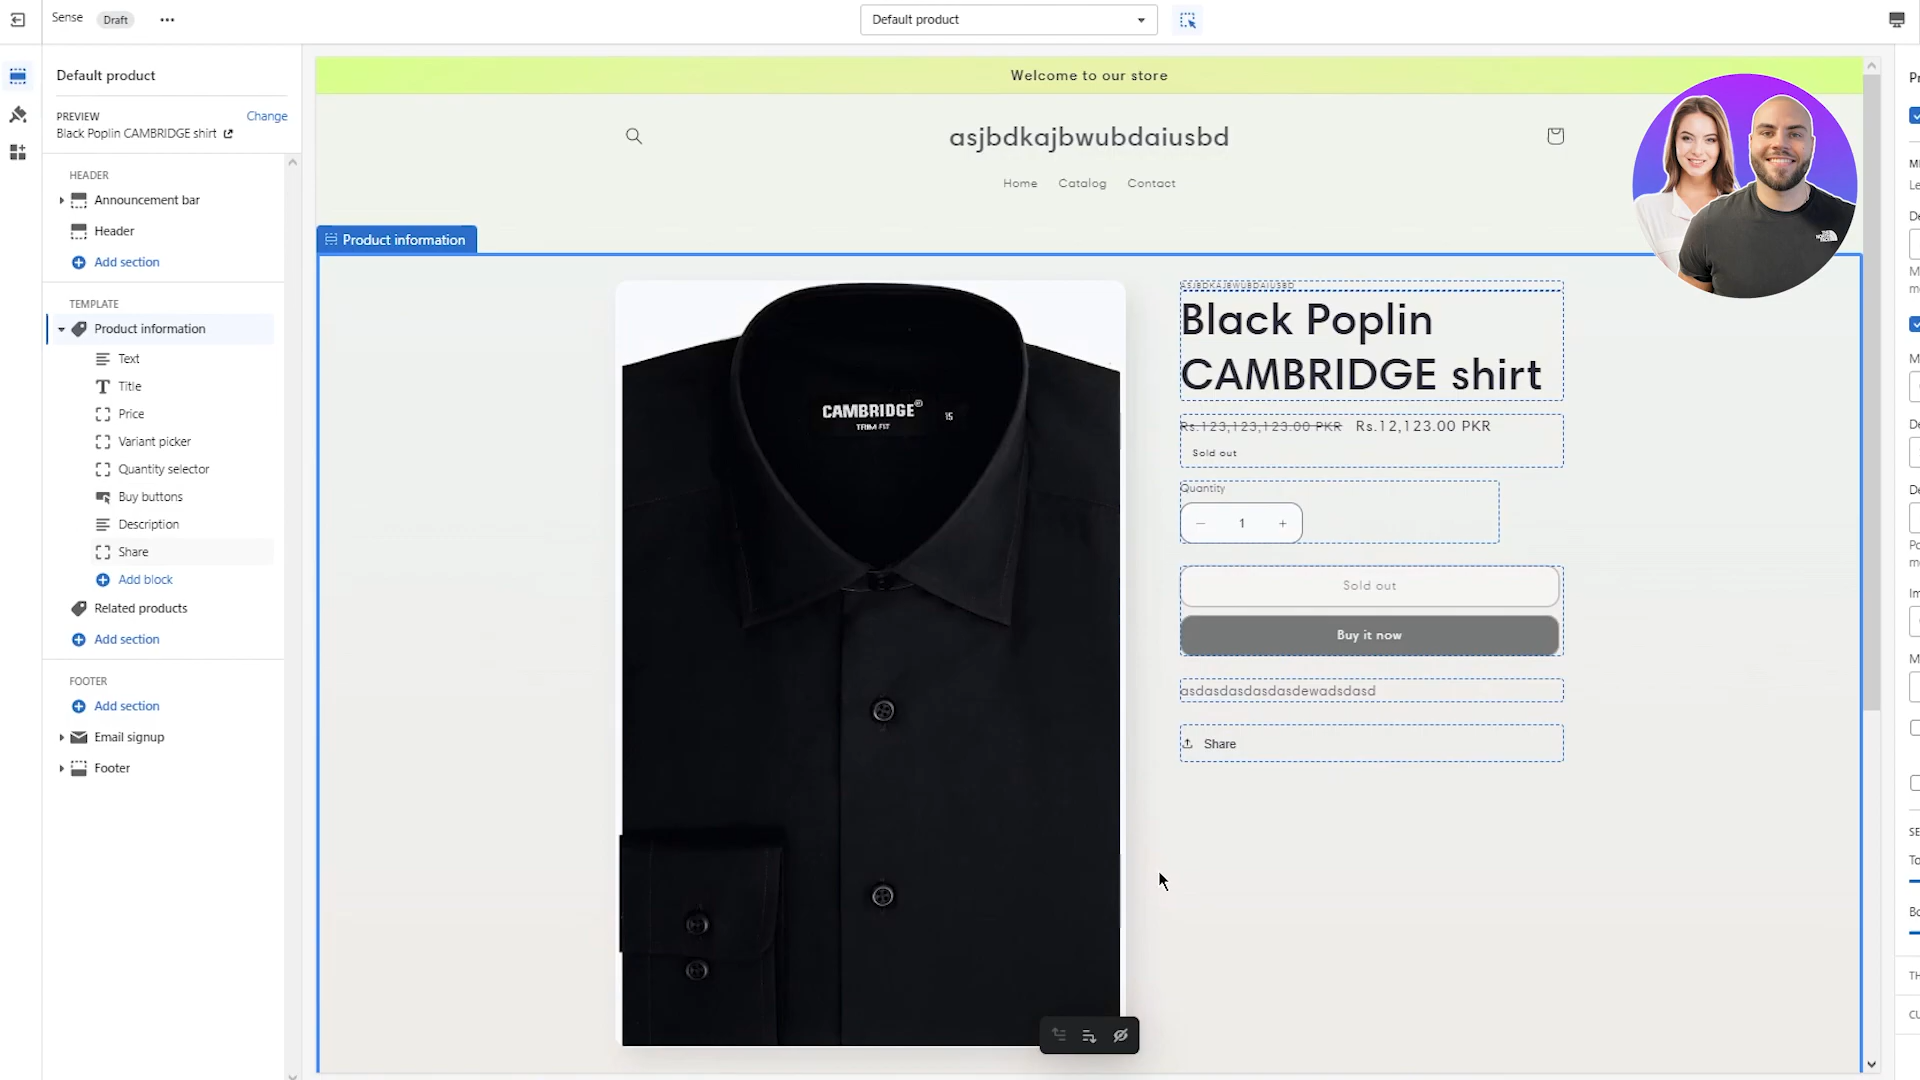 Sense
Draft
Default product
Default product
PREVIEW
Change
Black Poplin CAMBRIDGE shirt
HEADER
Announcement bar
Header
Add section
TEMPLATE
Product information
Text
Title
Price
Variant picker
Quantity selector
Buy buttons
Description
Share
Add block
Related products
Add section
FOOTER
Add section
Email signup
Footer
Welcome to our store
asjbdkajbwubdaiusbd
Home
Catalog
Contact
Product information
CAMBRIDGE®
15
TRIM FIT
ASJBDKAJBWUBDAIUSBD
Black Poplin
CAMBRIDGE shirt
Rs.123,123,123.00 PKR Rs.12,123.00 PKR
Sold out
Quantity
1
Sold out
Buy it now
asdasdasdasdasdewadsdasd
Share